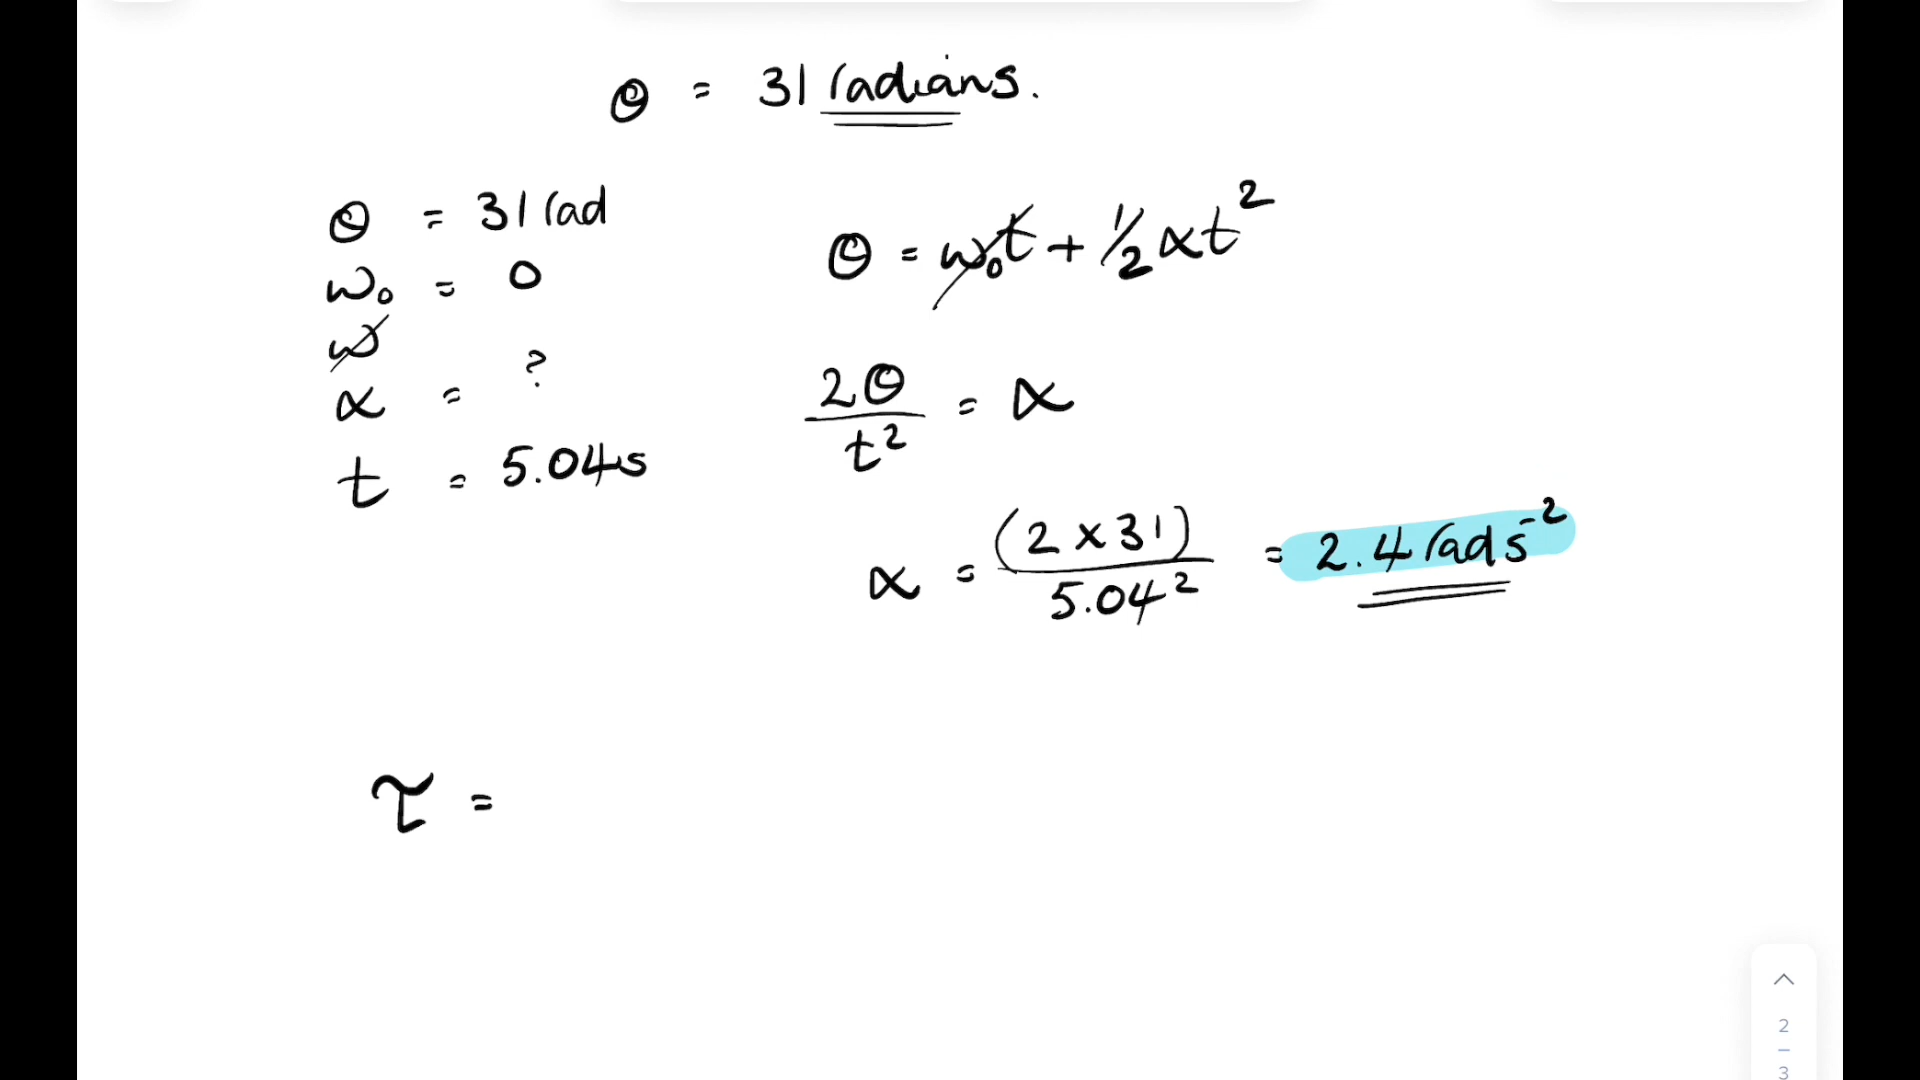 θ = 31 radians.
θ = 31 rad
ω₀ = 0
ω
α = ?
t = 5.04s
θ = ω₀t + ½αt²
2θ/t² = α
α = (2 × 31)/5.04² = 2.4 rad s⁻²
τ =
2
–
3